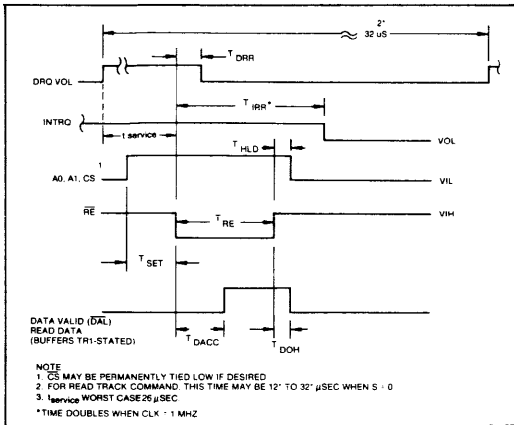 2*
32 uS
T DRR
DRQ VOL
T IRR*
INTRQ
VOL
t service
T HLD
1
A0, A1, CS
VIL
RE
VIH
T RE
T SET
DATA VALID (DAL)
READ DATA
(BUFFERS TR1-STATED)
T DACC
T DOH
NOTE
1. CS MAY BE PERMANENTLY TIED LOW IF DESIRED
2. FOR READ TRACK COMMAND. THIS TIME MAY BE 12* TO 32* µSEC WHEN S = 0
3. tservice WORST CASE 26 µSEC
*TIME DOUBLES WHEN CLK = 1 MHZ